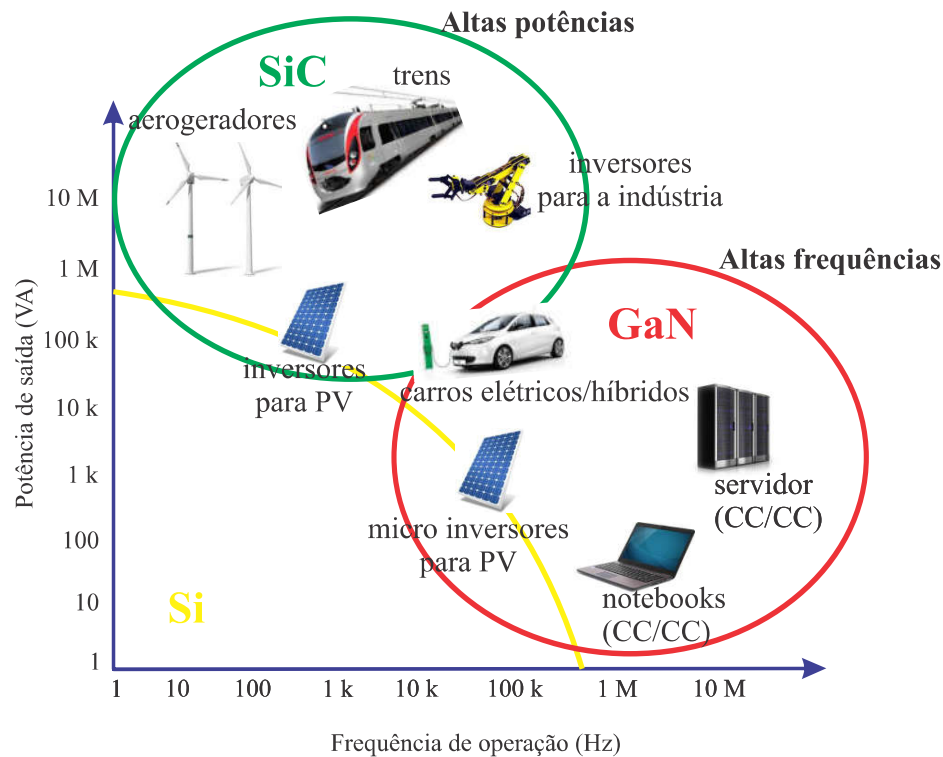 Altas potências
SiC
trens
aerogeradores
inversores
para a indústria
10 M
1 M
100 k
10 k
1 k
100
10
1
Potência de saída (VA)
Altas frequências
GaN
inversores
para PV
carros elétricos/híbridos
servidor
(CC/CC)
micro inversores
para PV
notebooks
(CC/CC)
Si
1
10
100
1 k
10 k
100 k
1 M
10 M
Frequência de operação (Hz)